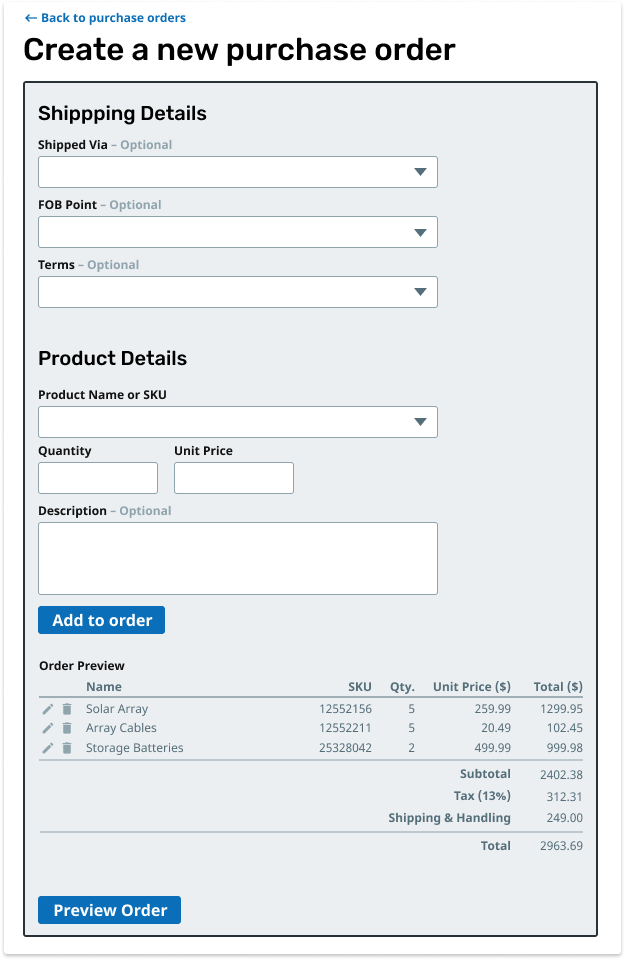 ← Back to purchase orders
Create a new purchase order
Shippping Details
Shipped Via – Optional
FOB Point – Optional
Terms – Optional
Product Details
Product Name or SKU
Quantity Unit Price
Description – Optional
Add to order
Order Preview
Name SKU Qty. Unit Price ($) Total ($)
Solar Array 12552156 5 259.99 1299.95
Array Cables 12552211 5 20.49 102.45
Storage Batteries 25328042 2 499.99 999.98
Subtotal 2402.38
Tax (13%) 312.31
Shipping & Handling 249.00
Total 2963.69
Preview Order